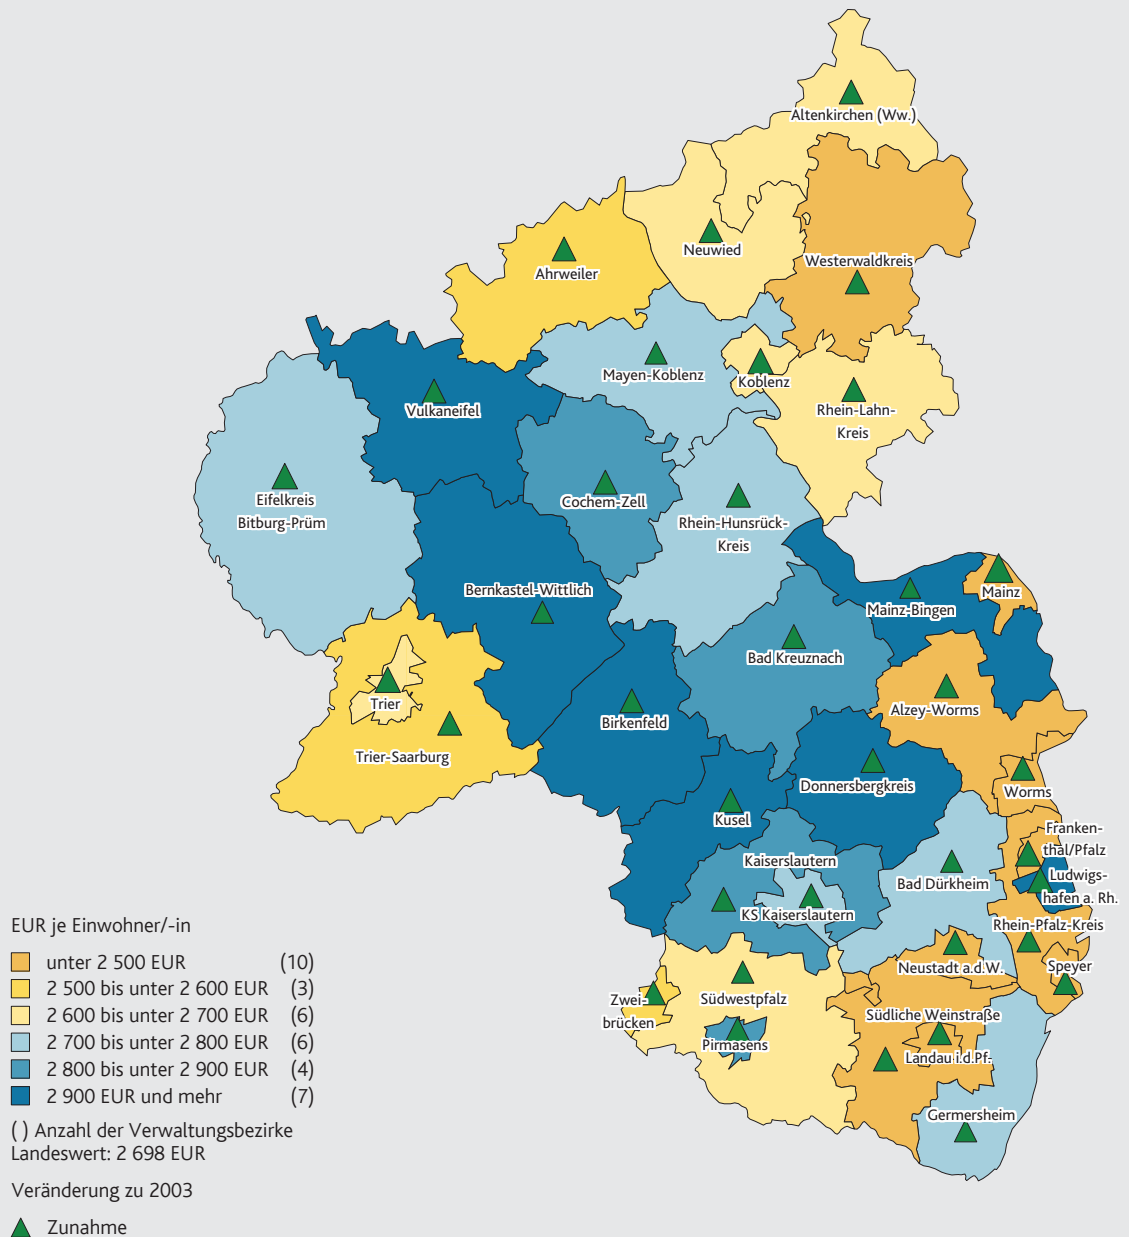 Altenkirchen (Ww.)
Neuwied
Westerwaldkreis
Ahrweiler
Mayen-Koblenz
Koblenz
Rhein-Lahn-
Kreis
Vulkaneifel
Eifelkreis
Bitburg-Prüm
Cochem-Zell
Rhein-Hunsrück-
Kreis
Bernkastel-Wittlich
Mainz-Bingen
Mainz
Bad Kreuznach
Trier
Trier-Saarburg
Birkenfeld
Alzey-Worms
Donnersbergkreis
Worms
Kusel
Franken-
thal/Pfalz
Kaiserslautern
Bad Dürkheim
Ludwigs-
hafen a. Rh.
KS Kaiserslautern
Rhein-Pfalz-Kreis
Neustadt a.d.W.
Speyer
Zwei-
brücken
Südwestpfalz
Südliche Weinstraße
Pirmasens
Landau i.d.Pf.
Germersheim
EUR je Einwohner/-in
unter 2 500 EUR (10)
2 500 bis unter 2 600 EUR (3)
2 600 bis unter 2 700 EUR (6)
2 700 bis unter 2 800 EUR (6)
2 800 bis unter 2 900 EUR (4)
2 900 EUR und mehr (7)
( ) Anzahl der Verwaltungsbezirke
Landeswert: 2 698 EUR
Veränderung zu 2003
Zunahme